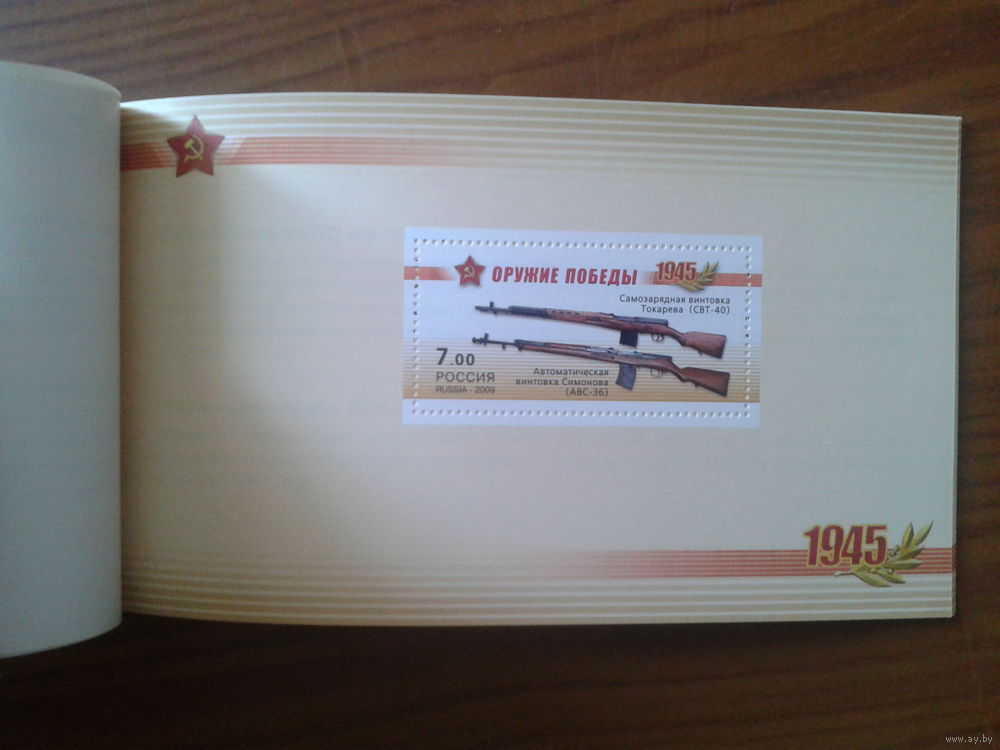 ОРУЖИЕ ПОБЕДЫ 1945
Самозарядная винтовка
Токарева (СВТ-40)
7.00
РОССИЯ
RUSSIA - 2009
Автоматическая
винтовка Симонова
(АВС-36)
1945
www.ay.by